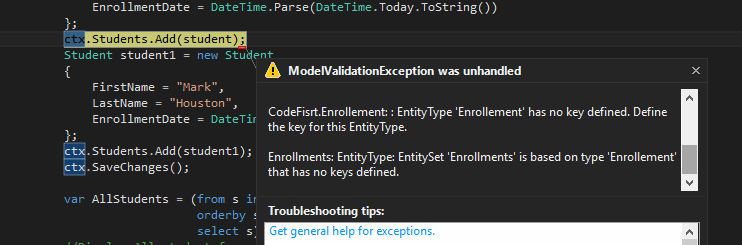 EnrollmentDate = DateTime.Parse(DateTime.Today.ToString())
};
ctx.Students.Add(student);
Student student1 = new Student
{
FirstName = "Mark",
LastName = "Houston",
EnrollmentDate = DateTim
};
ctx.Students.Add(student1);
ctx.SaveChanges();
var AllStudents = (from s in
orderby s
select s)
ModelValidationException was unhandled
CodeFisrt.Enrollement: : EntityType 'Enrollement' has no key defined. Define
the key for this EntityType.
Enrollments: EntityType: EntitySet 'Enrollments' is based on type 'Enrollement'
that has no keys defined.
Troubleshooting tips:
Get general help for exceptions.